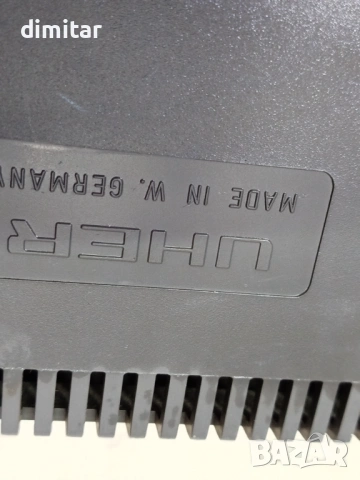 dimitar
UHER
MADE IN W. GERMANY
BAZAR